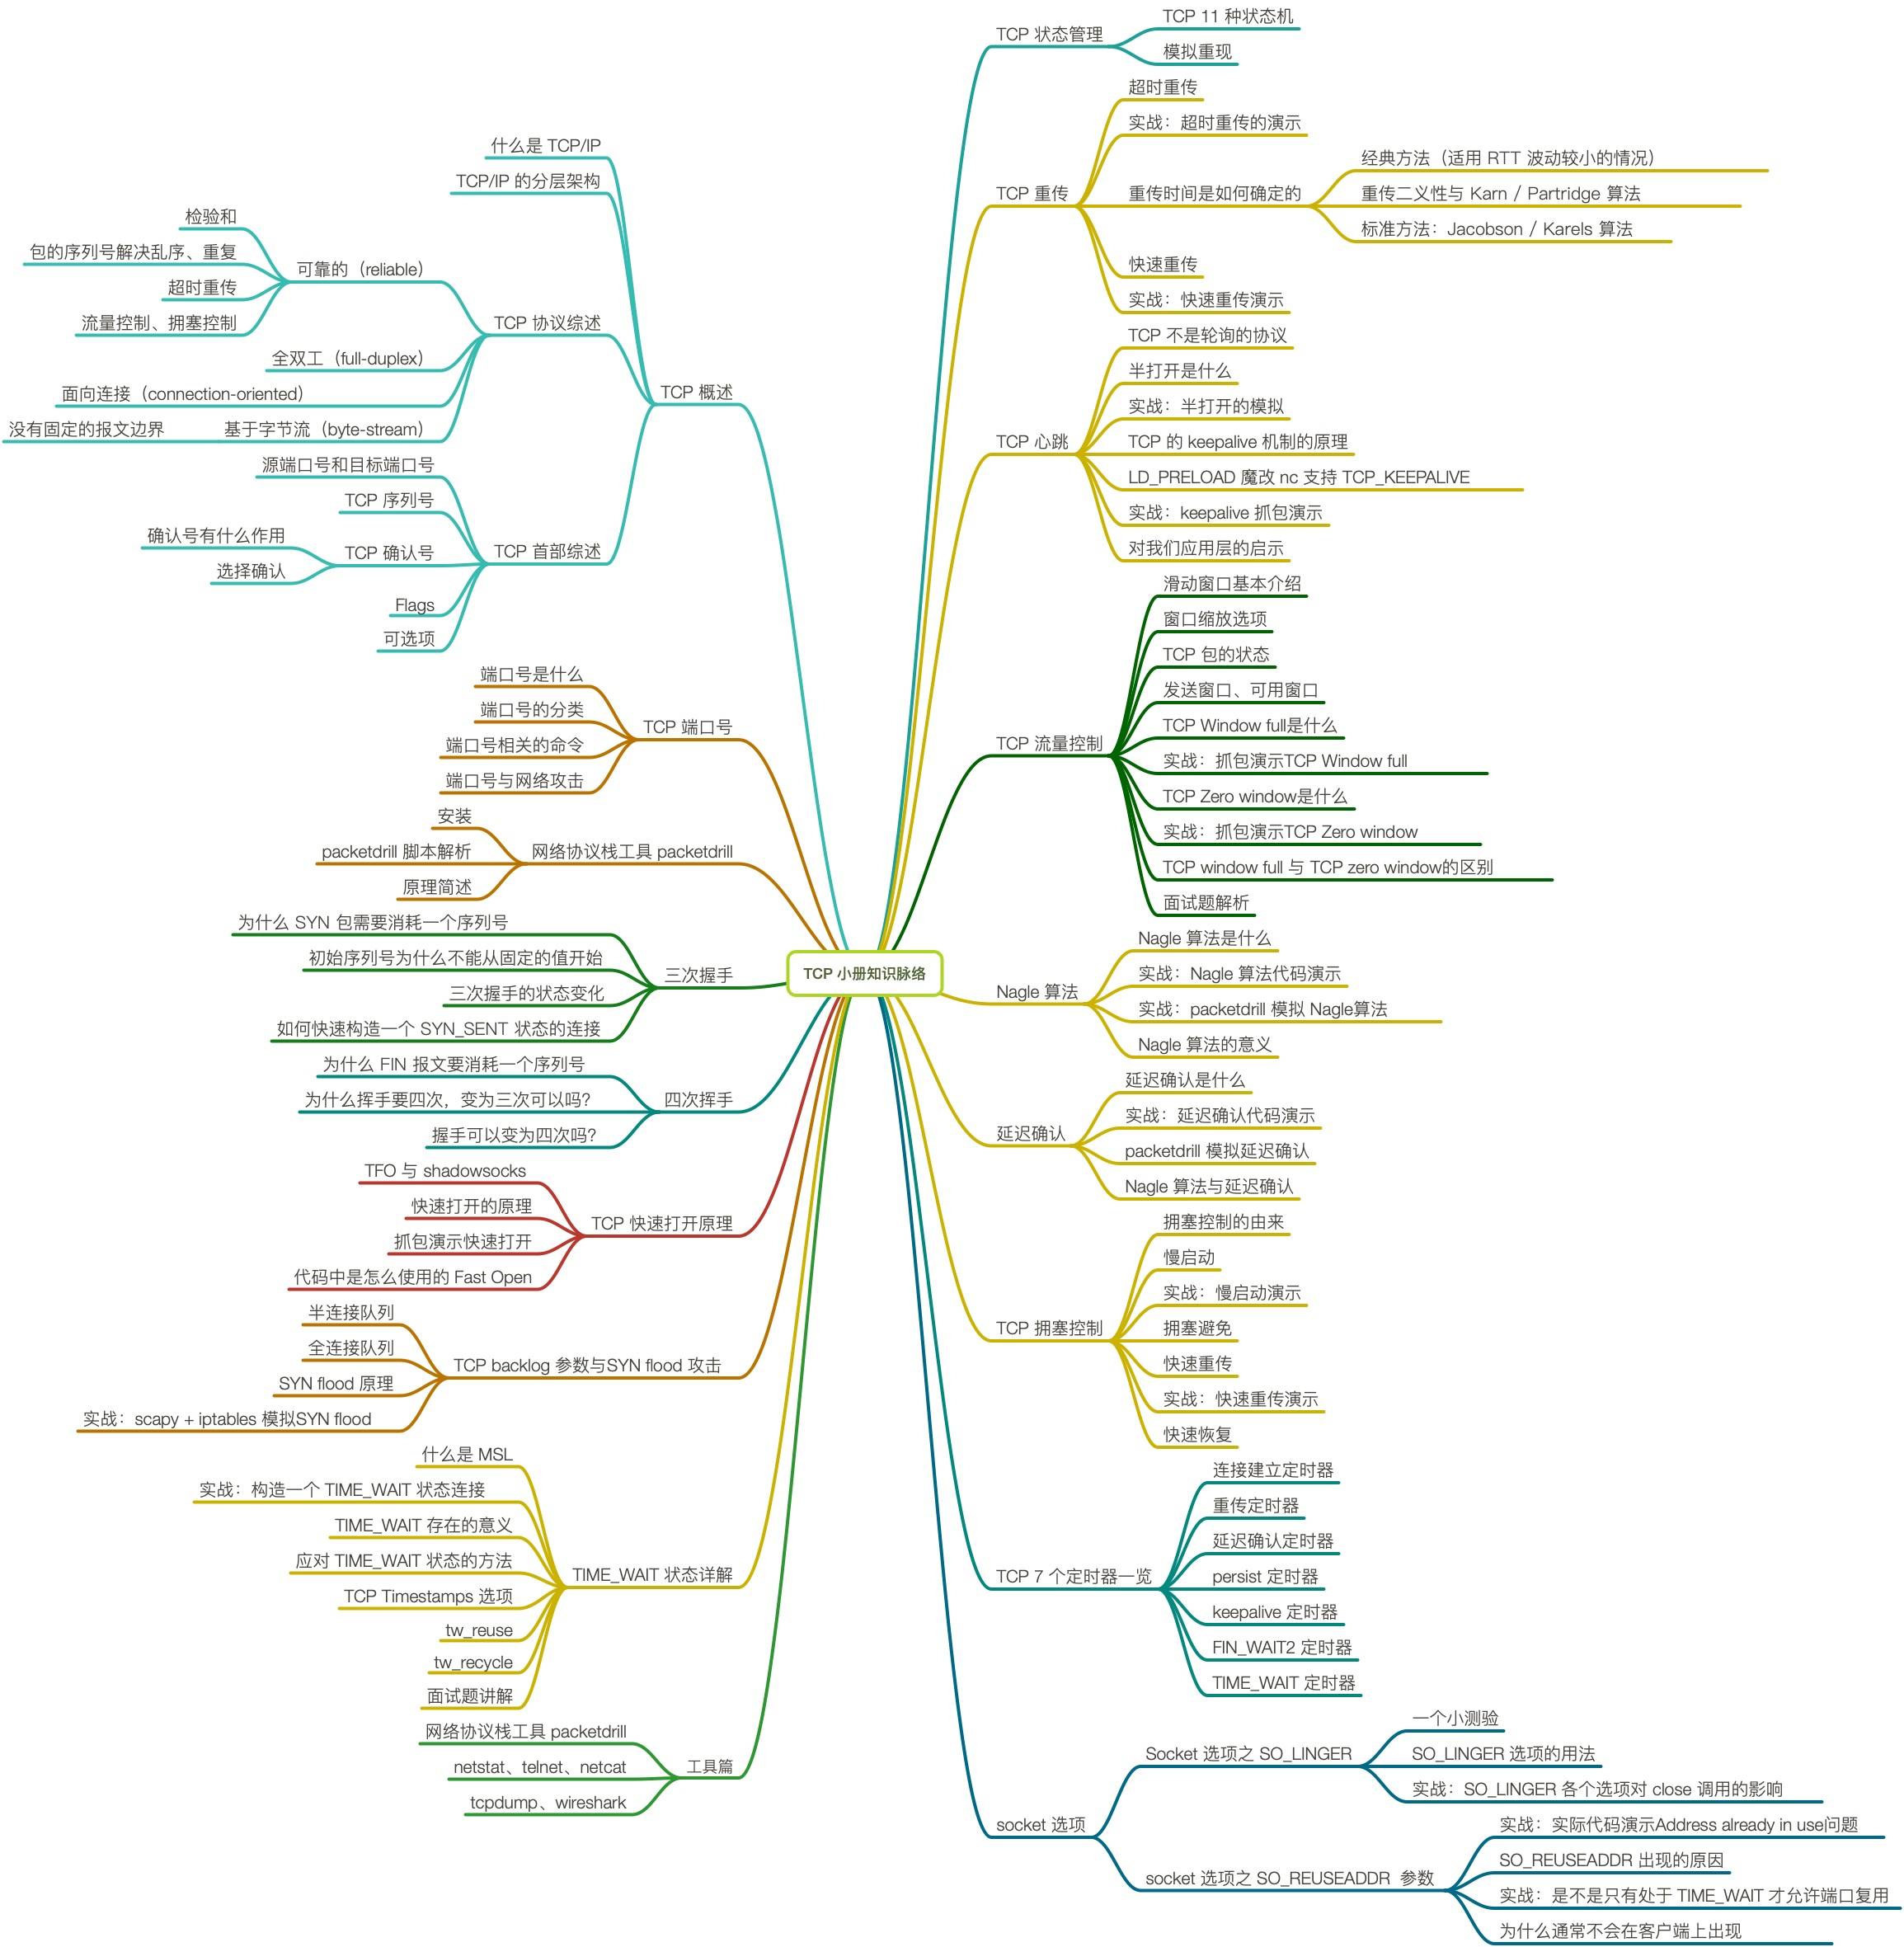 TCP 小册知识脉络
TCP 概述
什么是 TCP/IP
TCP/IP 的分层架构
TCP 协议综述
可靠的（reliable）
检验和
包的序列号解决乱序、重复
超时重传
流量控制、拥塞控制
全双工（full-duplex）
面向连接（connection-oriented）
基于字节流（byte-stream）
没有固定的报文边界
TCP 首部综述
源端口号和目标端口号
TCP 序列号
TCP 确认号
确认号有什么作用
选择确认
Flags
可选项
TCP 端口号
端口号是什么
端口号的分类
端口号相关的命令
端口号与网络攻击
网络协议栈工具 packetdrill
安装
packetdrill 脚本解析
原理简述
三次握手
为什么 SYN 包需要消耗一个序列号
初始序列号为什么不能从固定的值开始
三次握手的状态变化
如何快速构造一个 SYN_SENT 状态的连接
四次挥手
为什么 FIN 报文要消耗一个序列号
为什么挥手要四次，变为三次可以吗？
握手可以变为四次吗？
TCP 快速打开原理
TFO 与 shadowsocks
快速打开的原理
抓包演示快速打开
代码中是怎么使用的 Fast Open
TCP backlog 参数与SYN flood 攻击
半连接队列
全连接队列
SYN flood 原理
实战：scapy + iptables 模拟SYN flood
TIME_WAIT 状态详解
什么是 MSL
实战：构造一个 TIME_WAIT 状态连接
TIME_WAIT 存在的意义
应对 TIME_WAIT 状态的方法
TCP Timestamps 选项
tw_reuse
tw_recycle
面试题讲解
工具篇
网络协议栈工具 packetdrill
netstat、telnet、netcat
tcpdump、wireshark
TCP 状态管理
TCP 11 种状态机
模拟重现
TCP 重传
超时重传
实战：超时重传的演示
重传时间是如何确定的
经典方法（适用 RTT 波动较小的情况）
重传二义性与 Karn / Partridge 算法
标准方法：Jacobson / Karels 算法
快速重传
实战：快速重传演示
TCP 心跳
TCP 不是轮询的协议
半打开是什么
实战：半打开的模拟
TCP 的 keepalive 机制的原理
LD_PRELOAD 魔改 nc 支持 TCP_KEEPALIVE
实战：keepalive 抓包演示
对我们应用层的启示
TCP 流量控制
滑动窗口基本介绍
窗口缩放选项
TCP 包的状态
发送窗口、可用窗口
TCP Window full是什么
实战：抓包演示TCP Window full
TCP Zero window是什么
实战：抓包演示TCP Zero window
TCP window full 与 TCP zero window的区别
面试题解析
Nagle 算法
Nagle 算法是什么
实战：Nagle 算法代码演示
实战：packetdrill 模拟 Nagle算法
Nagle 算法的意义
延迟确认
延迟确认是什么
实战：延迟确认代码演示
packetdrill 模拟延迟确认
Nagle 算法与延迟确认
TCP 拥塞控制
拥塞控制的由来
慢启动
实战：慢启动演示
拥塞避免
快速重传
实战：快速重传演示
快速恢复
TCP 7 个定时器一览
连接建立定时器
重传定时器
延迟确认定时器
persist 定时器
keepalive 定时器
FIN_WAIT2 定时器
TIME_WAIT 定时器
socket 选项
Socket 选项之 SO_LINGER
一个小测验
SO_LINGER 选项的用法
实战：SO_LINGER 各个选项对 close 调用的影响
socket 选项之 SO_REUSEADDR 参数
实战：实际代码演示Address already in use问题
SO_REUSEADDR 出现的原因
实战：是不是只有处于 TIME_WAIT 才允许端口复用
为什么通常不会在客户端上出现